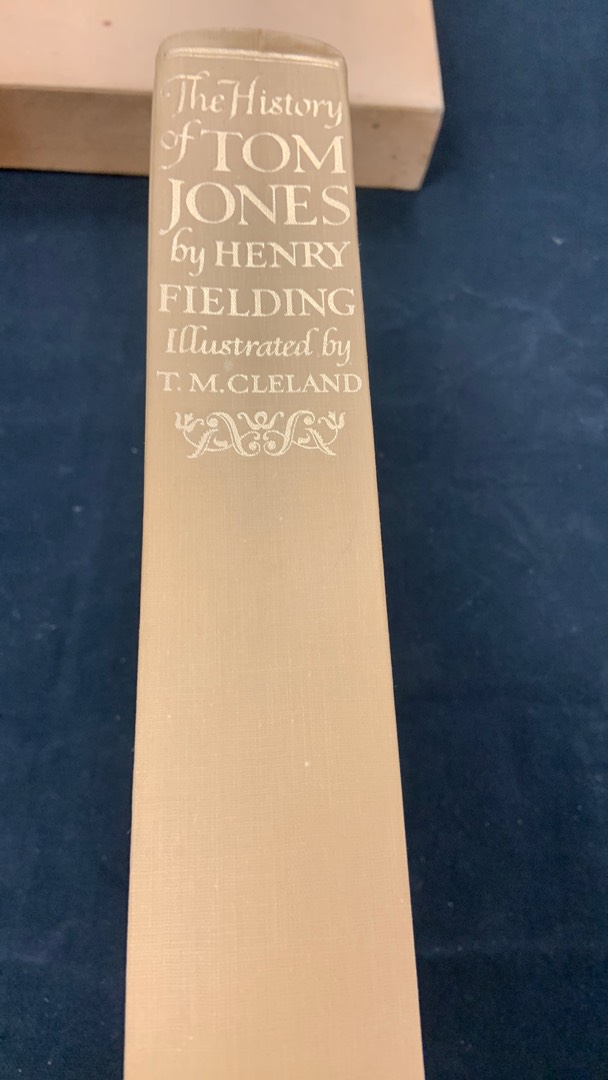 The History
of TOM
JONES
by HENRY
FIELDING
Illustrated by
T. M. CLELAND